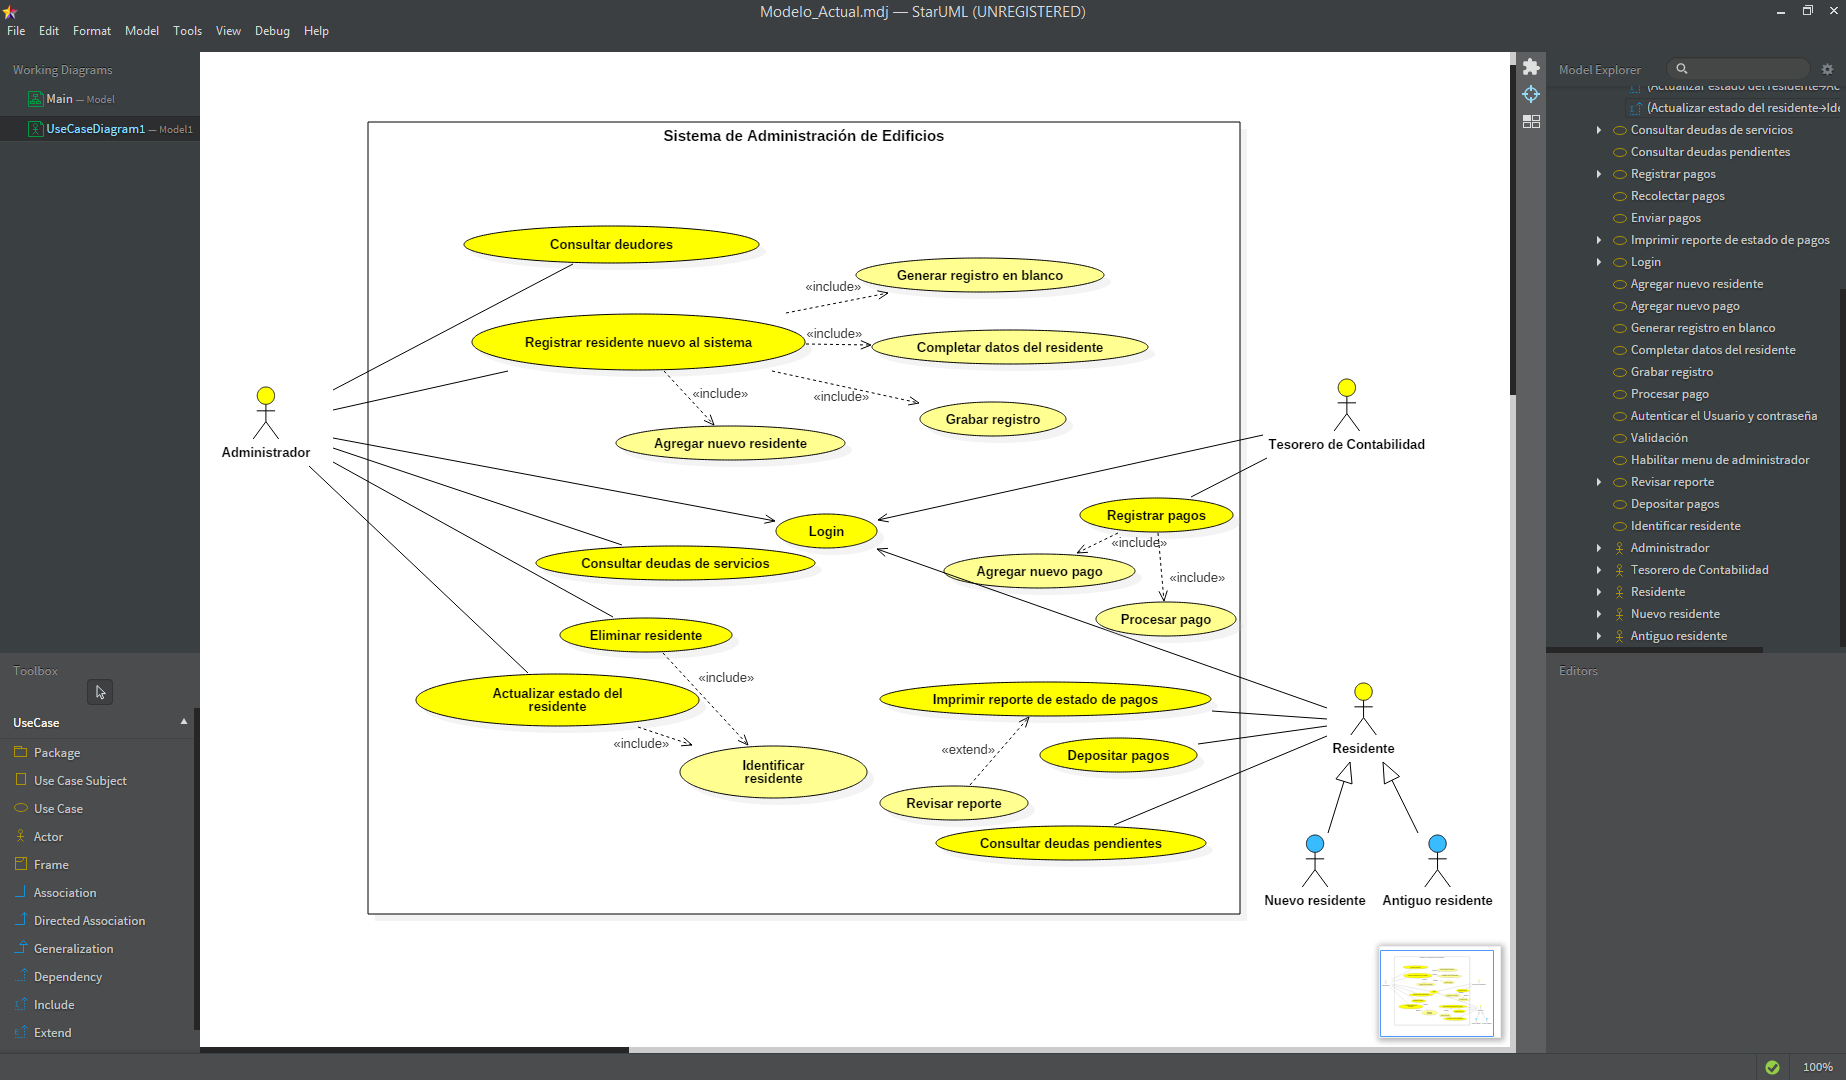 Modelo_Actual.mdj — StarUML (UNREGISTERED)
File Edit Format Model Tools View Debug Help
Working Diagrams
Main — Model
UseCaseDiagram1 — Model1
Toolbox
UseCase
Package
Use Case Subject
Use Case
Actor
Frame
Association
Directed Association
Generalization
Dependency
Include
Extend
Sistema de Administración de Edificios
Consultar deudores
Generar registro en blanco
«include»
Registrar residente nuevo al sistema
«include»
Completar datos del residente
«include»
«include»
Grabar registro
Agregar nuevo residente
Administrador
Tesorero de Contabilidad
Login
Registrar pagos
«include»
Consultar deudas de servicios
Agregar nuevo pago
«include»
Procesar pago
Eliminar residente
«include»
Actualizar estado del
residente
«include»
Identificar
residente
Imprimir reporte de estado de pagos
«extend»
Depositar pagos
Residente
Revisar reporte
Consultar deudas pendientes
Nuevo residente
Antiguo residente
Model Explorer
(Actualizar estado del residente→Ac
(Actualizar estado del residente→Ide
Consultar deudas de servicios
Consultar deudas pendientes
Registrar pagos
Recolectar pagos
Enviar pagos
Imprimir reporte de estado de pagos
Login
Agregar nuevo residente
Agregar nuevo pago
Generar registro en blanco
Completar datos del residente
Grabar registro
Procesar pago
Autenticar el Usuario y contraseña
Validación
Habilitar menu de administrador
Revisar reporte
Depositar pagos
Identificar residente
Administrador
Tesorero de Contabilidad
Residente
Nuevo residente
Antiguo residente
Editors
100%